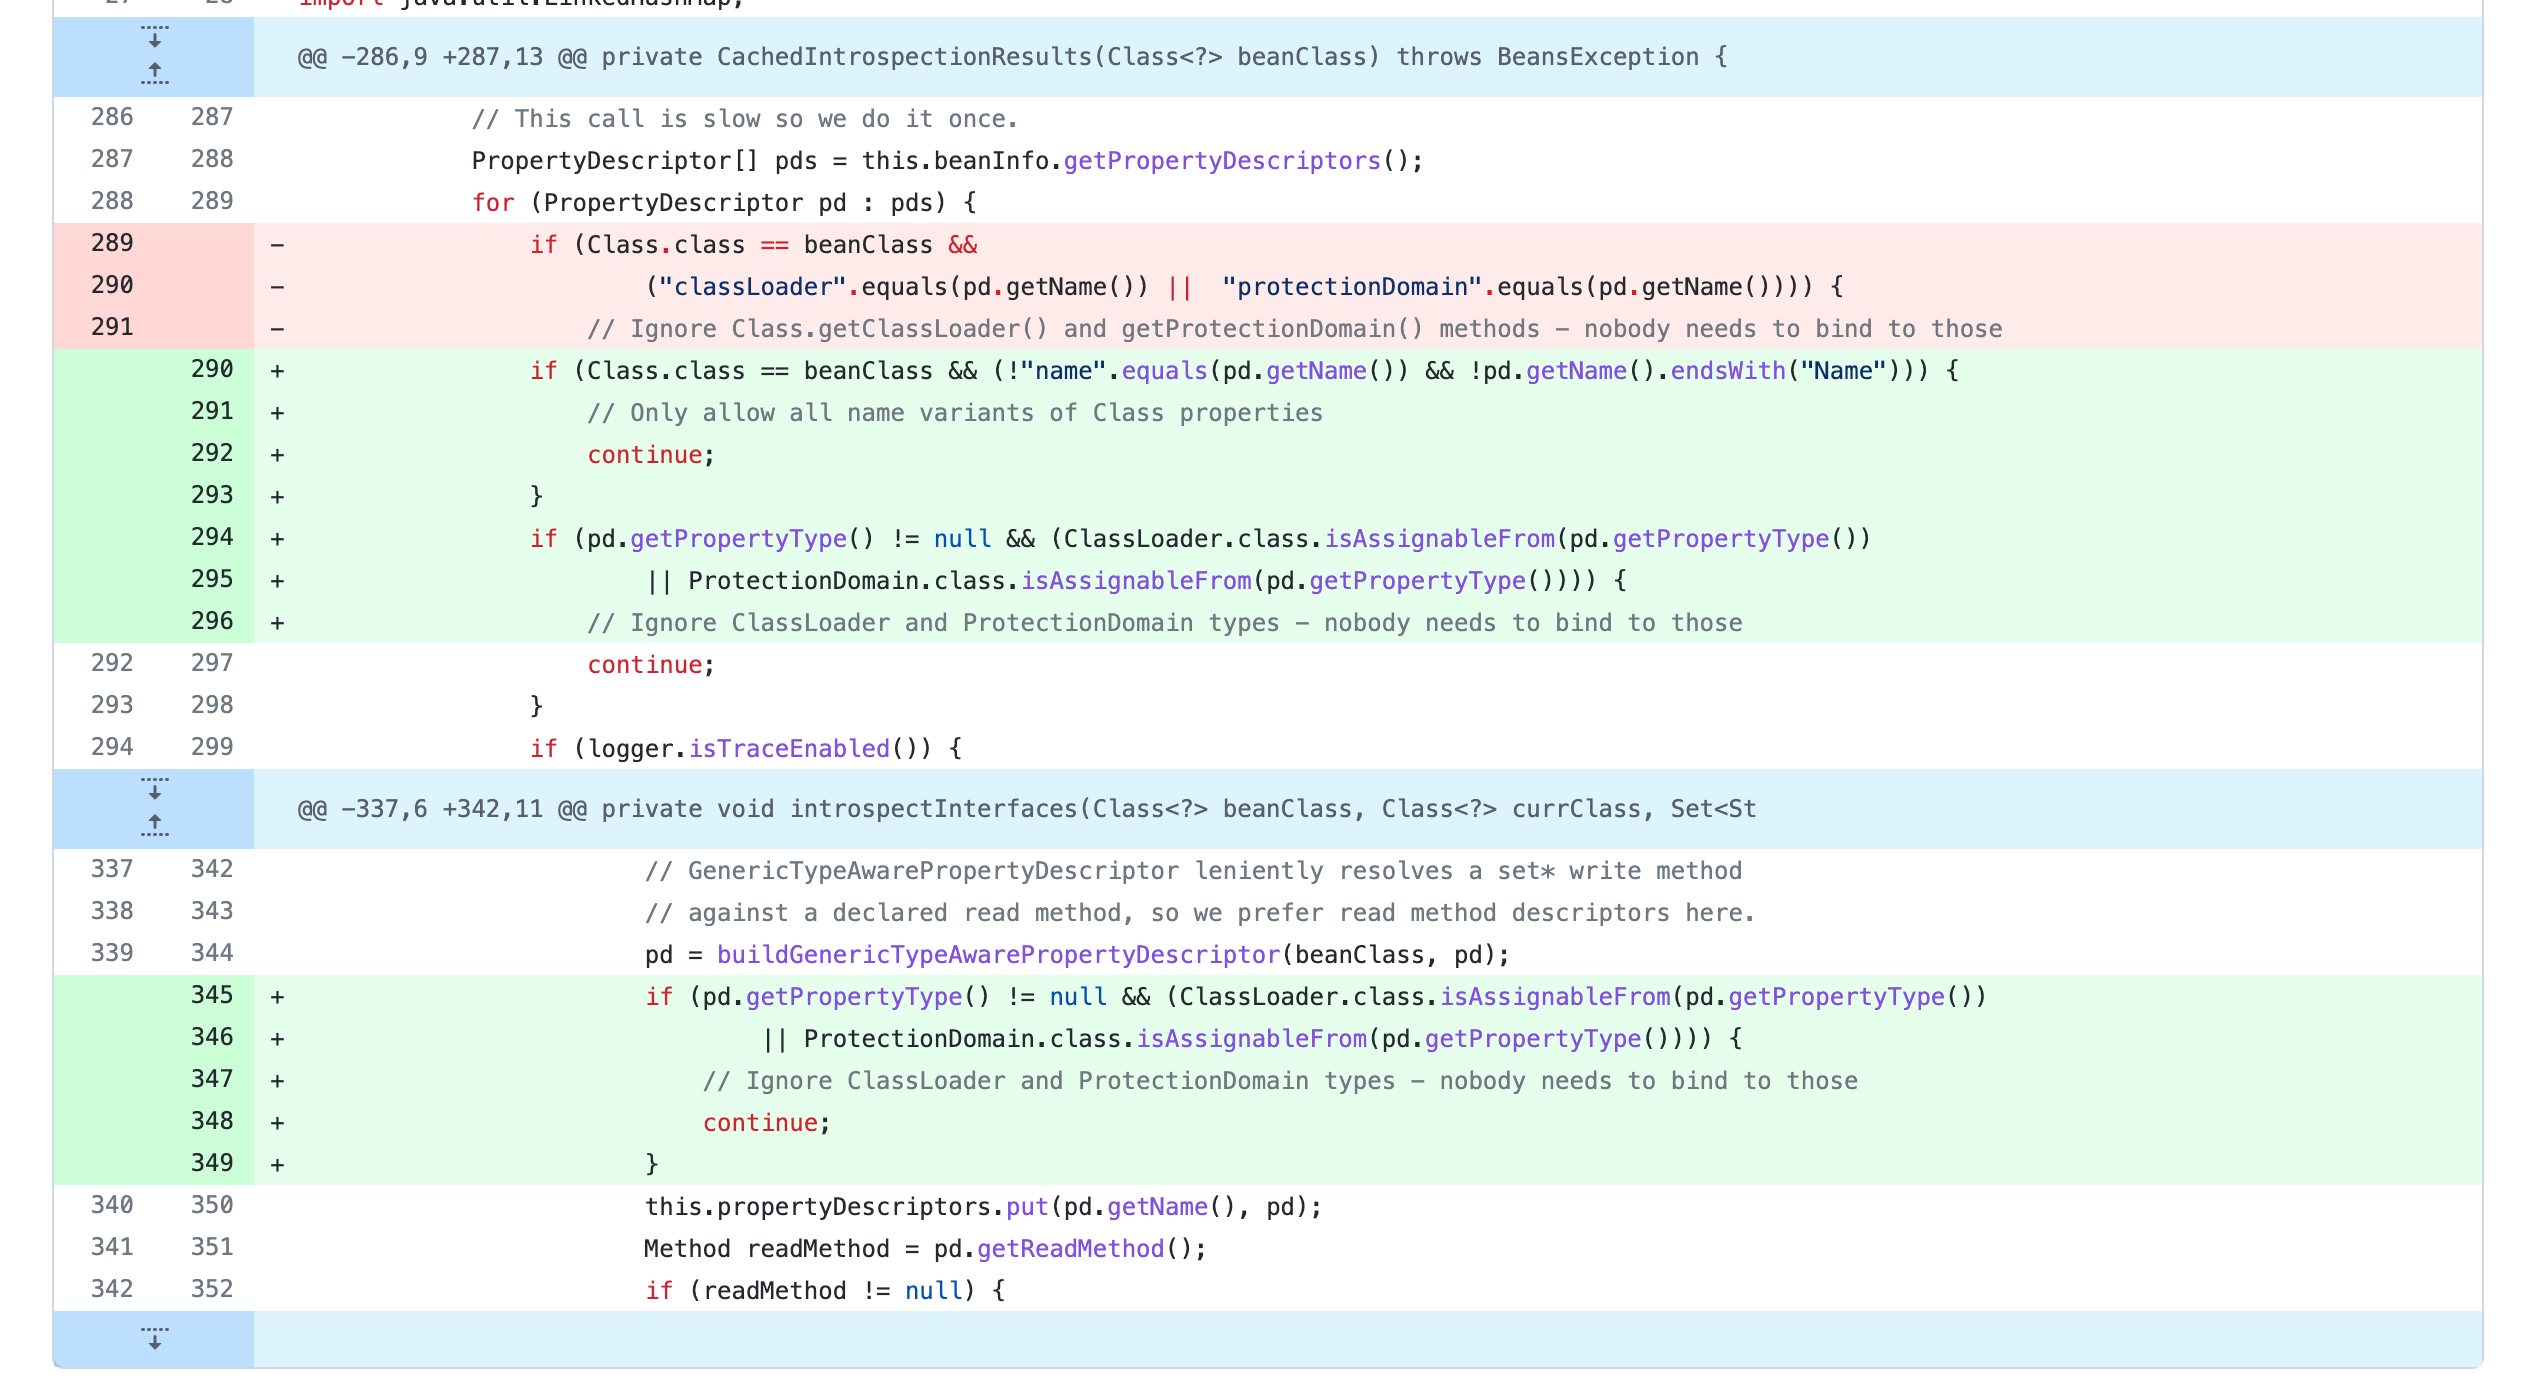 27 28 import java.util.LinkedHashMap;
@@ -286,9 +287,13 @@ private CachedIntrospectionResults(Class<?> beanClass) throws BeansException {
286 287 // This call is slow so we do it once.
287 288 PropertyDescriptor[] pds = this.beanInfo.getPropertyDescriptors();
288 289 for (PropertyDescriptor pd : pds) {
289 - if (Class.class == beanClass &&
290 - ("classLoader".equals(pd.getName()) ||  "protectionDomain".equals(pd.getName()))) {
291 - // Ignore Class.getClassLoader() and getProtectionDomain() methods - nobody needs to bind to those
290 + if (Class.class == beanClass && (!"name".equals(pd.getName()) && !pd.getName().endsWith("Name"))) {
291 + // Only allow all name variants of Class properties
292 + continue;
293 + }
294 + if (pd.getPropertyType() != null && (ClassLoader.class.isAssignableFrom(pd.getPropertyType())
295 + || ProtectionDomain.class.isAssignableFrom(pd.getPropertyType()))) {
296 + // Ignore ClassLoader and ProtectionDomain types - nobody needs to bind to those
292 297 continue;
293 298 }
294 299 if (logger.isTraceEnabled()) {
@@ -337,6 +342,11 @@ private void introspectInterfaces(Class<?> beanClass, Class<?> currClass, Set<St
337 342 // GenericTypeAwarePropertyDescriptor leniently resolves a set* write method
338 343 // against a declared read method, so we prefer read method descriptors here.
339 344 pd = buildGenericTypeAwarePropertyDescriptor(beanClass, pd);
345 + if (pd.getPropertyType() != null && (ClassLoader.class.isAssignableFrom(pd.getPropertyType())
346 + || ProtectionDomain.class.isAssignableFrom(pd.getPropertyType()))) {
347 + // Ignore ClassLoader and ProtectionDomain types - nobody needs to bind to those
348 + continue;
349 + }
340 350 this.propertyDescriptors.put(pd.getName(), pd);
341 351 Method readMethod = pd.getReadMethod();
342 352 if (readMethod != null) {